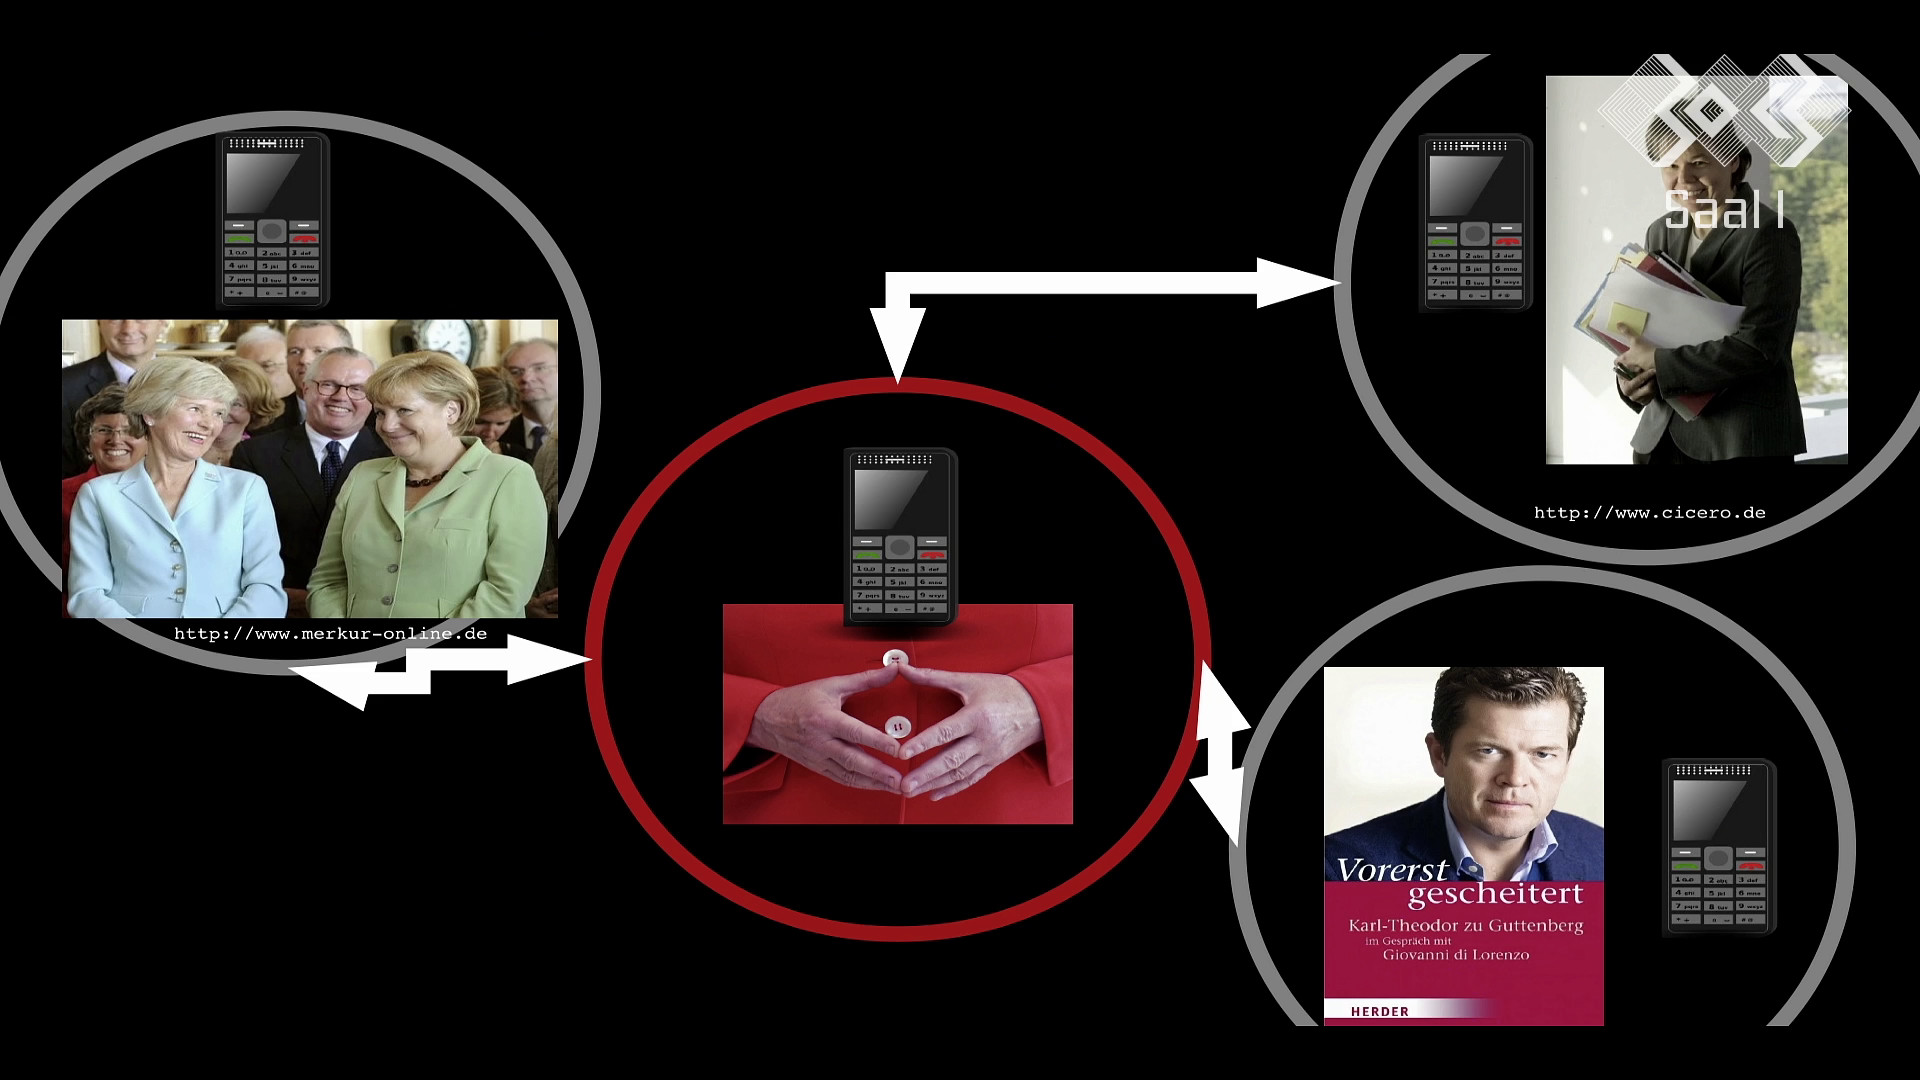 http://www.merkur-online.de
Saal 1
http://www.cicero.de
Vorerst
gescheitert
Karl-Theodor zu Guttenberg
im Gespräch mit
Giovanni di Lorenzo
HERDER